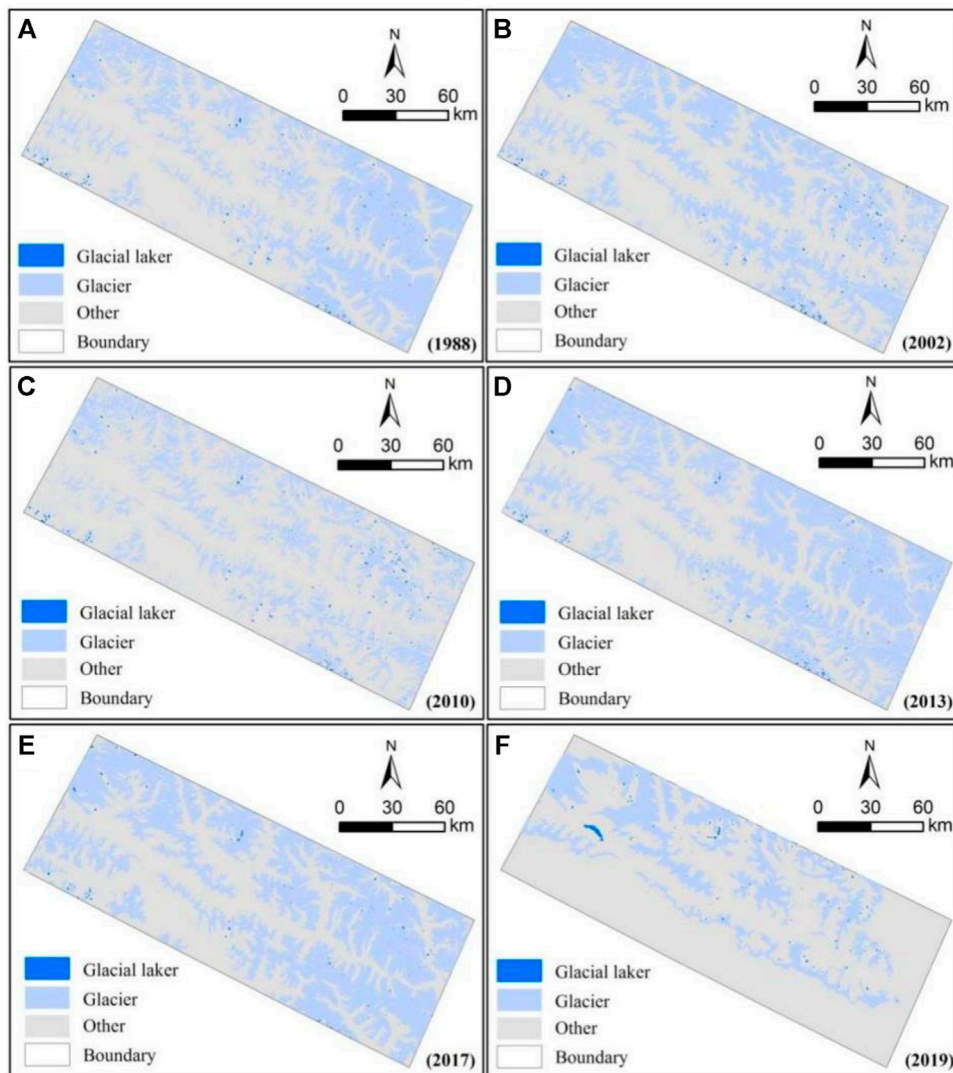 A
N
0 30 60
km
Glacial laker
Glacier
Other
Boundary
(1988)
B
N
0 30 60
km
Glacial laker
Glacier
Other
Boundary
(2002)
C
N
0 30 60
km
Glacial laker
Glacier
Other
Boundary
(2010)
D
N
0 30 60
km
Glacial laker
Glacier
Other
Boundary
(2013)
E
N
0 30 60
km
Glacial laker
Glacier
Other
Boundary
(2017)
F
N
0 30 60
km
Glacial laker
Glacier
Other
Boundary
(2019)